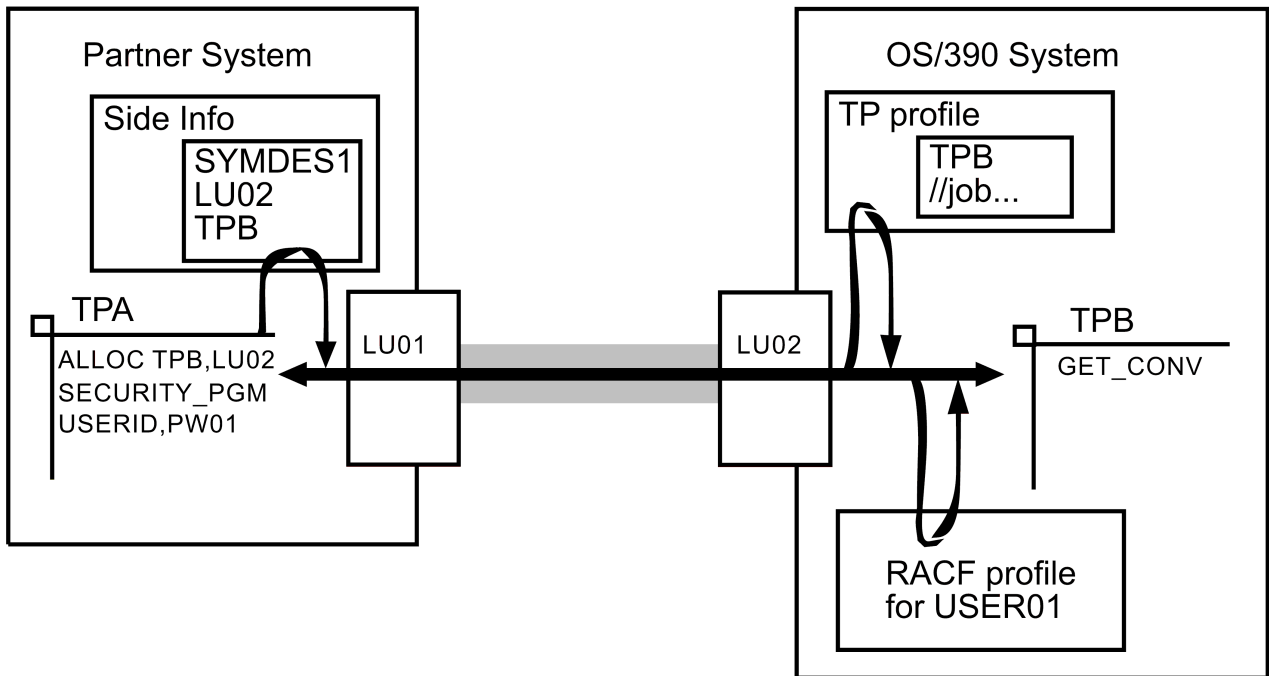 Partner System
Side Info
SYMDES1
LU02
TPB
TPA
ALLOC TPB,LU02
SECURITY_PGM
USERID,PW01
LU01
LU02
OS/390 System
TP profile
TPB
//job...
TPB
GET_CONV
RACF profile
for USER01